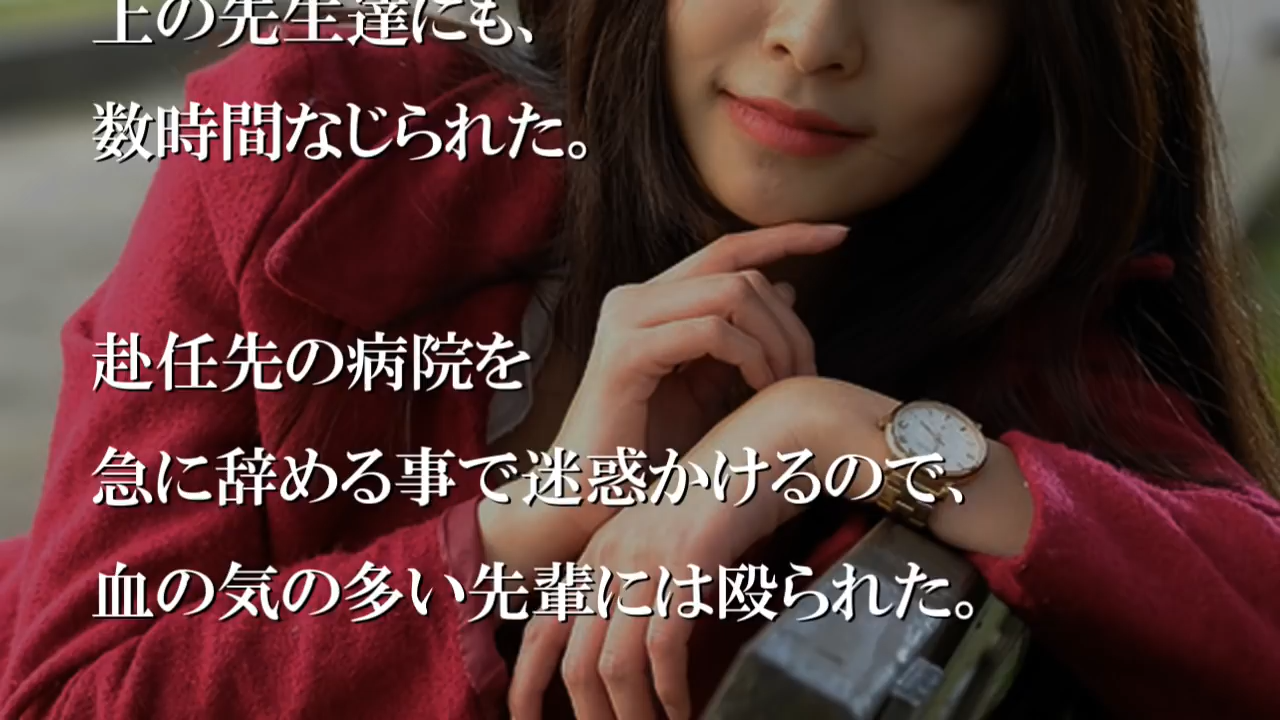 上の先生達にも、
数時間なじられた。
赴任先の病院を
急に辞める事で迷惑かけるので、
血の気の多い先輩には殴られた。